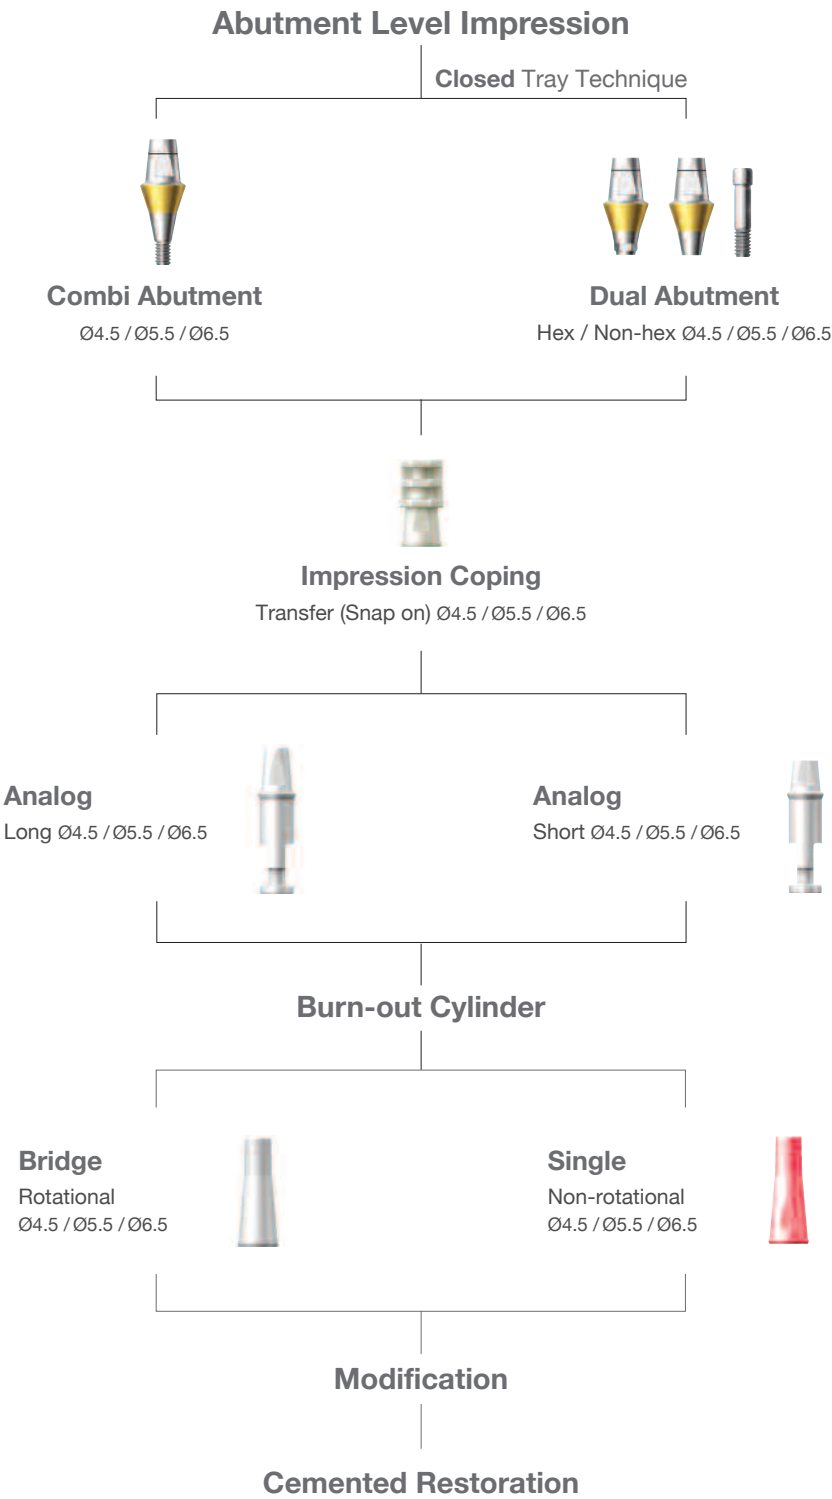 Abutment Level Impression
Closed Tray Technique
Combi Abutment
Ø4.5 / Ø5.5 / Ø6.5
Dual Abutment
Hex / Non-hex Ø4.5 / Ø5.5 / Ø6.5
Impression Coping
Transfer (Snap on) Ø4.5 / Ø5.5 / Ø6.5
Analog
Long Ø4.5 / Ø5.5 / Ø6.5
Analog
Short Ø4.5 / Ø5.5 / Ø6.5
Burn-out Cylinder
Bridge
Rotational
Ø4.5 / Ø5.5 / Ø6.5
Single
Non-rotational
Ø4.5 / Ø5.5 / Ø6.5
Modification
Cemented Restoration